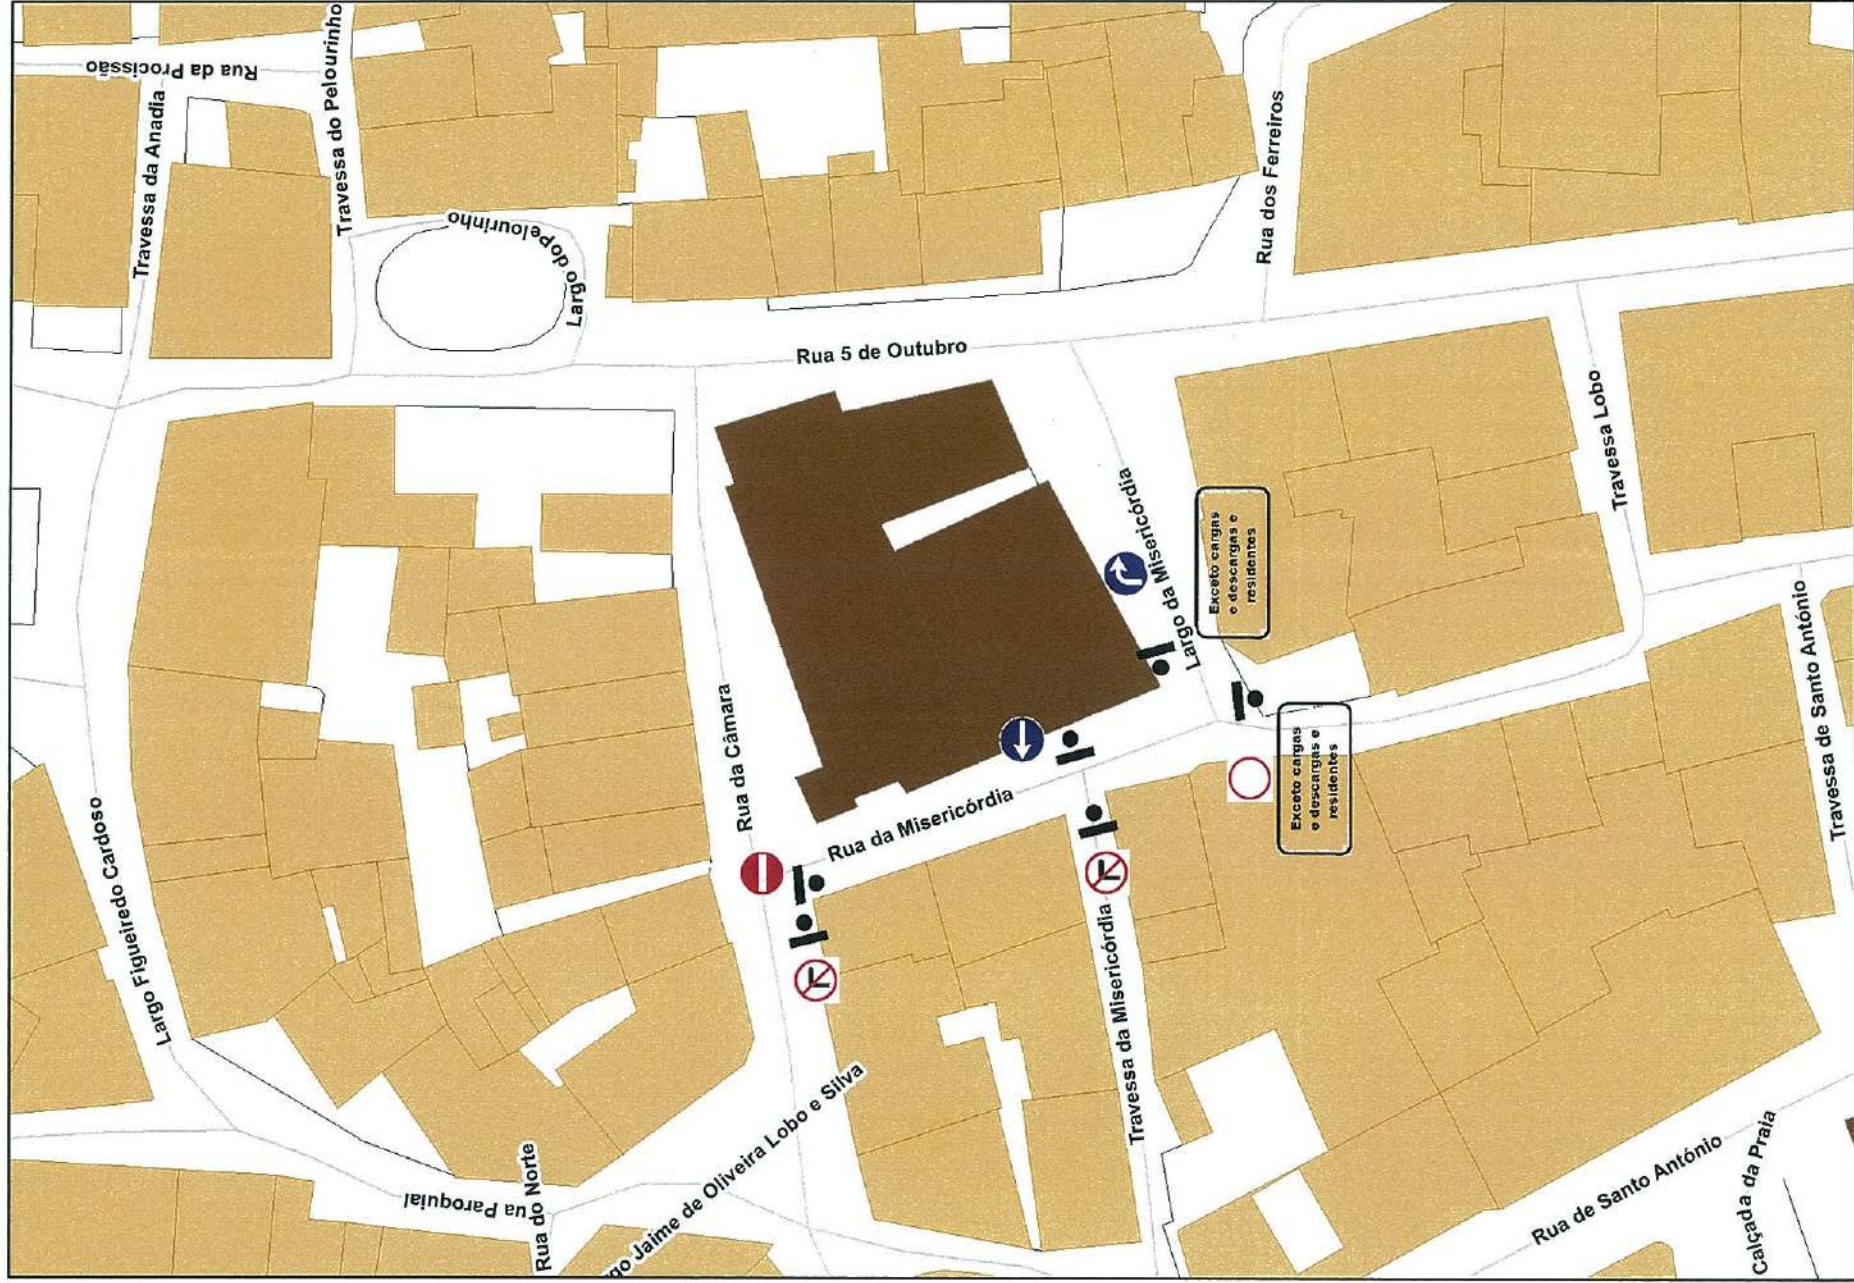 Rua da Procissão
Travessa da Anadia
Travessa do Pelourinho
Largo do Pelourinho
Rua dos Ferreiros
Rua 5 de Outubro
Travessa Lobo
Largo da Misericórdia
Exceto cargas
e descargas e
residentes
Rua da Câmara
Exceto cargas
e descargas e
residentes
Travessa de Santo António
Rua da Misericórdia
Largo Figueiredo Cardoso
Travessa da Misericórdia
go Jaime de Oliveira Lobo e Silva
ua Paroquial
Rua do Norte
Rua de Santo António
Calçada da Praia